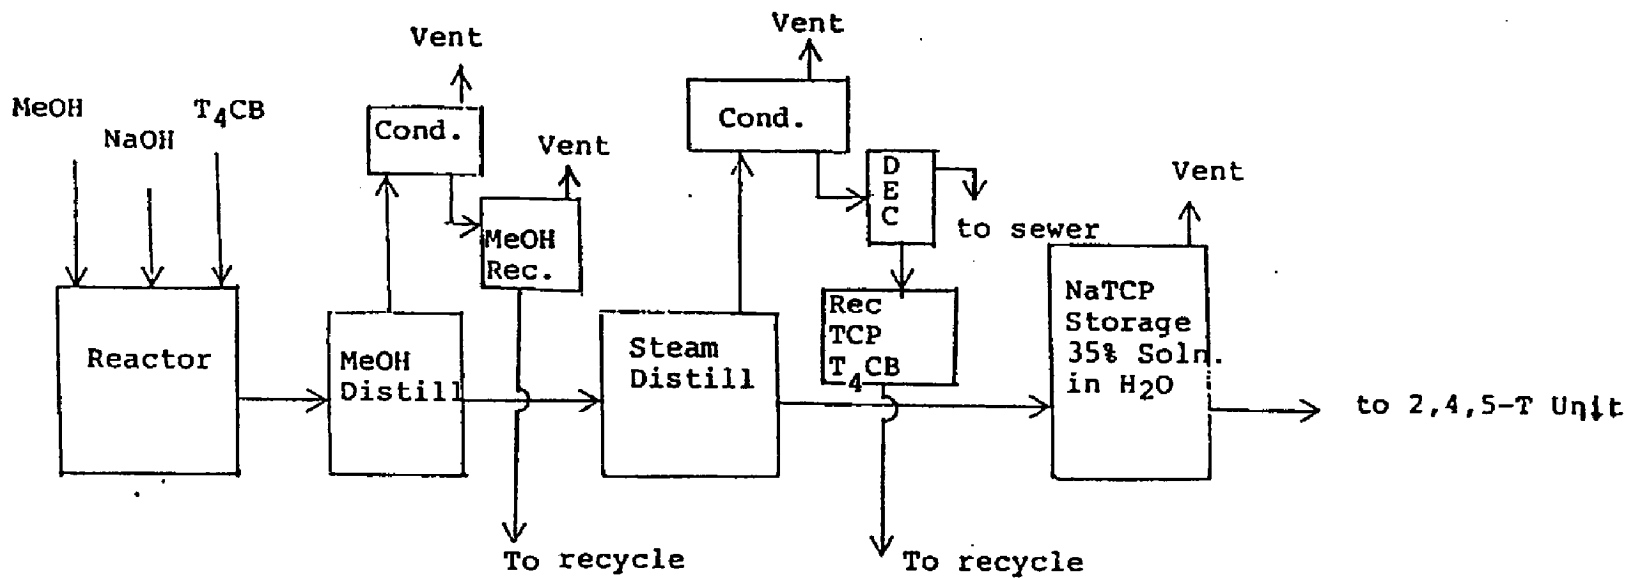 Vent
Vent
MeOH
T4CB
NaOH
Cond.
Cond.
Vent
DEC
Vent
to sewer
MeOH
Rec.
Reactor
MeOH
Distill
Steam
Distill
Rec
TCP
T4CB
NaTCP
Storage
35% Soln.
in H2O
to 2,4,5-T Unit
To recycle
To recycle